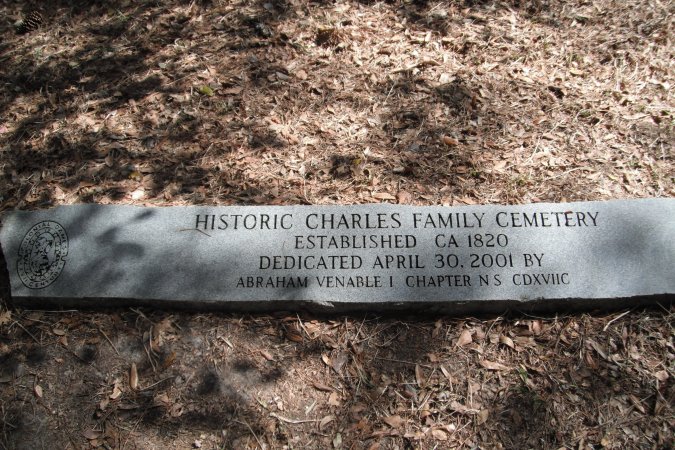 HISTORIC CHARLES FAMILY CEMETERY
ESTABLISHED CA 1820
DEDICATED APRIL 30, 2001 BY
ABRAHAM VENABLE I CHAPTER N S CDXVIIC